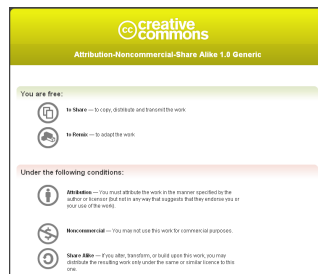 cc creative commons
Attribution-Noncommercial-Share Alike 1.0 Generic
You are free:
to Share — to copy, distribute and transmit the work
to Remix — to adapt the work
Under the following conditions:
Attribution — You must attribute the work in the manner specified by the
author or licensor (but not in any way that suggests that they endorse you or
your use of the work).
Noncommercial — You may not use this work for commercial purposes.
Share Alike — If you alter, transform, or build upon this work, you may
distribute the resulting work only under the same or similar licence to this
one.